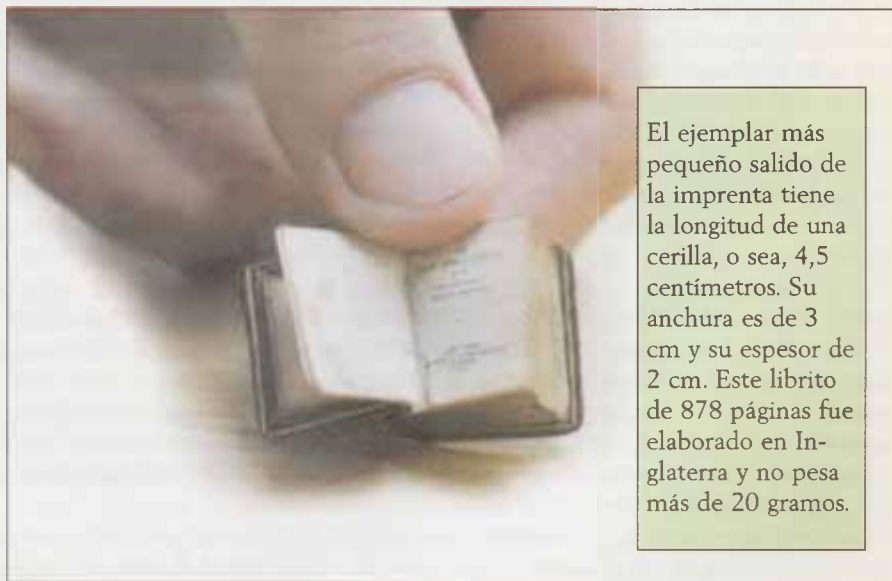 El ejemplar más
pequeño salido de
la imprenta tiene
la longitud de una
cerilla, o sea, 4,5
centímetros. Su
anchura es de 3
cm y su espesor de
2 cm. Este librito
de 878 páginas fue
elaborado en In-
glaterra y no pesa
más de 20 gramos.